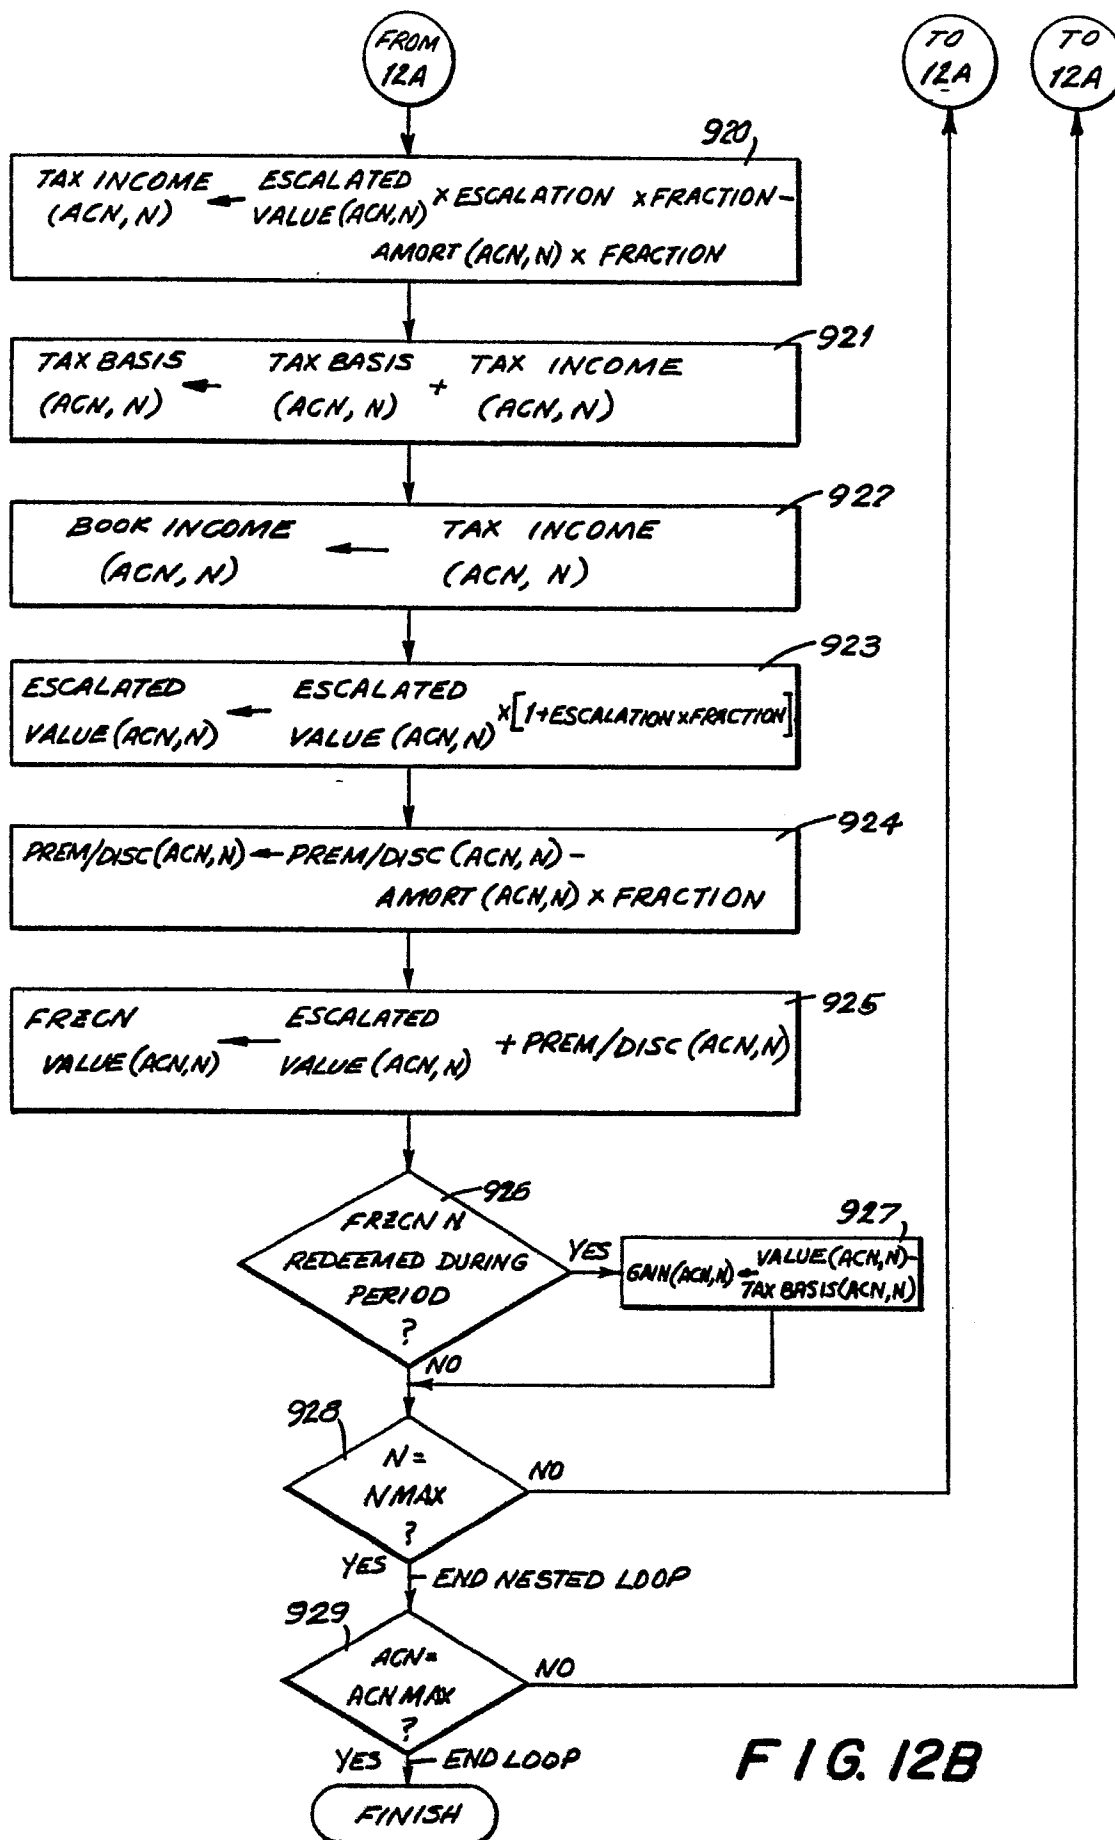 FROM
12A
TO
12A
TO
12A
920
TAX INCOME ← ESCALATED × ESCALATION × FRACTION –
(ACN, N) VALUE (ACN,N)
AMORT (ACN,N) × FRACTION
921
TAX BASIS ← TAX BASIS + TAX INCOME
(ACN, N) (ACN, N) (ACN, N)
922
BOOK INCOME ← TAX INCOME
(ACN, N) (ACN, N)
923
ESCALATED ← ESCALATED × [1+ESCALATION×FRACTION]
VALUE (ACN,N) VALUE (ACN,N)
924
PREM/DISC (ACN,N) ← PREM/DISC (ACN, N) –
AMORT (ACN,N) × FRACTION
925
FRZCN ← ESCALATED + PREM/DISC (ACN,N)
VALUE (ACN,N) VALUE (ACN,N)
926
FRZCN N
REDEEMED DURING
PERIOD
?
YES
927
GAIN (ACN,N) ← VALUE (ACN,N) –
TAX BASIS (ACN,N)
NO
928
N =
N MAX
?
NO
YES
END NESTED LOOP
929
ACN =
ACN MAX
?
NO
YES
END LOOP
FINISH
FIG. 12B